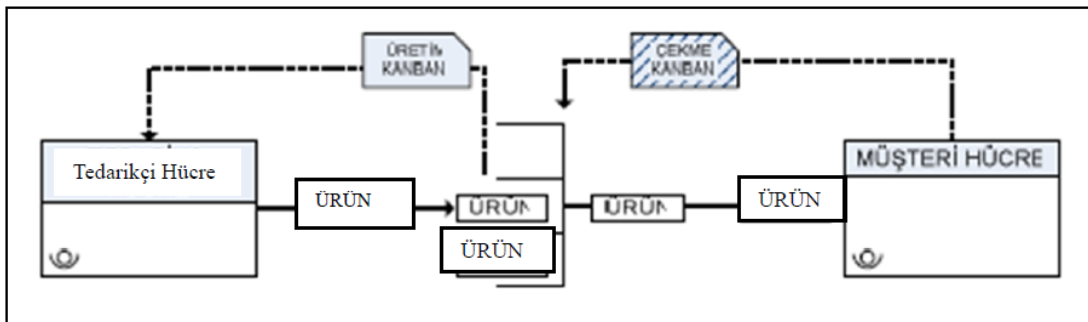 ÜRETİM
KANBAN
ÇEKME
KANBAN
Tedarikçi Hücre
MÜŞTERİ HÜCRE
ÜRÜN
ÜRÜN
ÜRÜN
ÜRÜN
ÜRÜN